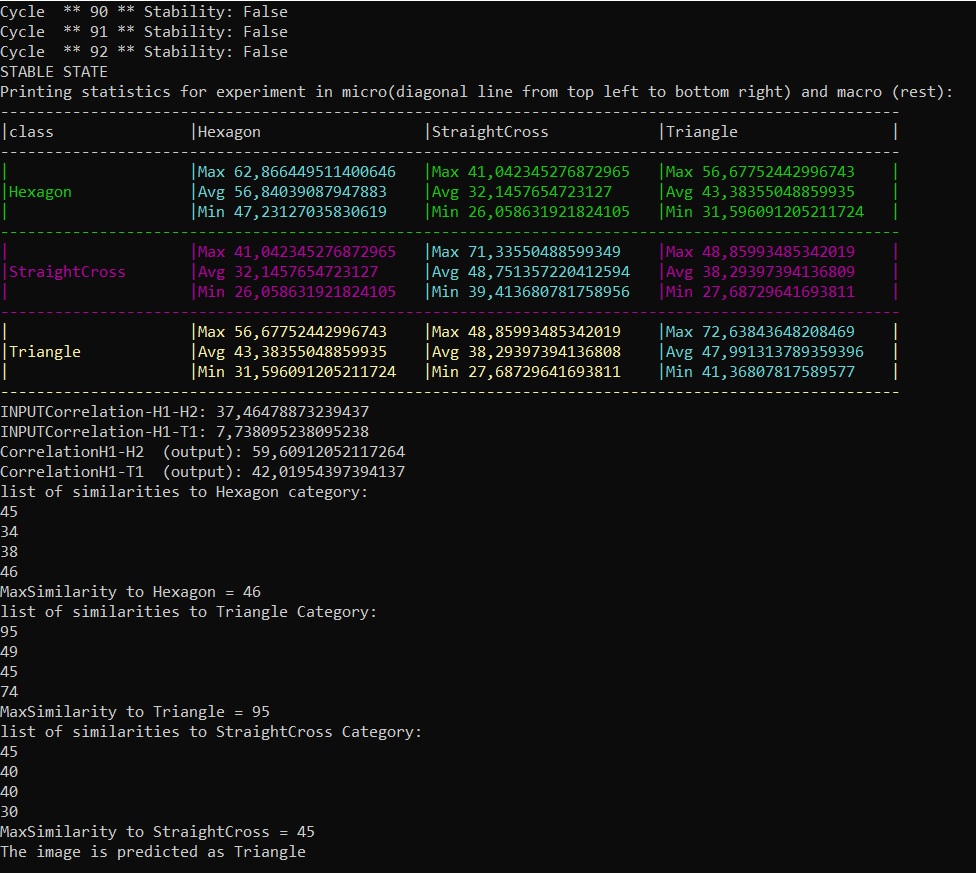 Cycle  ** 90 ** Stability: False
Cycle  ** 91 ** Stability: False
Cycle  ** 92 ** Stability: False
STABLE STATE
Printing statistics for experiment in micro(diagonal line from top left to bottom right) and macro (rest):
----------------------------------------------------------------------------------------------------
|class               |Hexagon                  |StraightCross            |Triangle                 |
----------------------------------------------------------------------------------------------------
|                    |Max 62,866449511400646   |Max 41,042345276872965   |Max 56,67752442996743    |
|Hexagon             |Avg 56,84039087947883    |Avg 32,1457654723127     |Avg 43,38355048859935    |
|                    |Min 47,23127035830619    |Min 26,058631921824105   |Min 31,596091205211724   |
----------------------------------------------------------------------------------------------------
|                    |Max 41,042345276872965   |Max 71,33550488599349    |Max 48,85993485342019    |
|StraightCross       |Avg 32,1457654723127     |Avg 48,751357220412594   |Avg 38,29397394136809    |
|                    |Min 26,058631921824105   |Min 39,413680781758956   |Min 27,68729641693811    |
----------------------------------------------------------------------------------------------------
|                    |Max 56,67752442996743    |Max 48,85993485342019    |Max 72,63843648208469    |
|Triangle            |Avg 43,38355048859935    |Avg 38,29397394136808    |Avg 47,991313789359396   |
|                    |Min 31,596091205211724   |Min 27,68729641693811    |Min 41,36807817589577    |
----------------------------------------------------------------------------------------------------
INPUTCorrelation-H1-H2: 37,46478873239437
INPUTCorrelation-H1-T1: 7,738095238095238
CorrelationH1-H2  (output): 59,60912052117264
CorrelationH1-T1  (output): 42,01954397394137
list of similarities to Hexagon category:
45
34
38
46
MaxSimilarity to Hexagon = 46
list of similarities to Triangle Category:
95
49
45
74
MaxSimilarity to Triangle = 95
list of similarities to StraightCross Category:
45
40
40
30
MaxSimilarity to StraightCross = 45
The image is predicted as Triangle